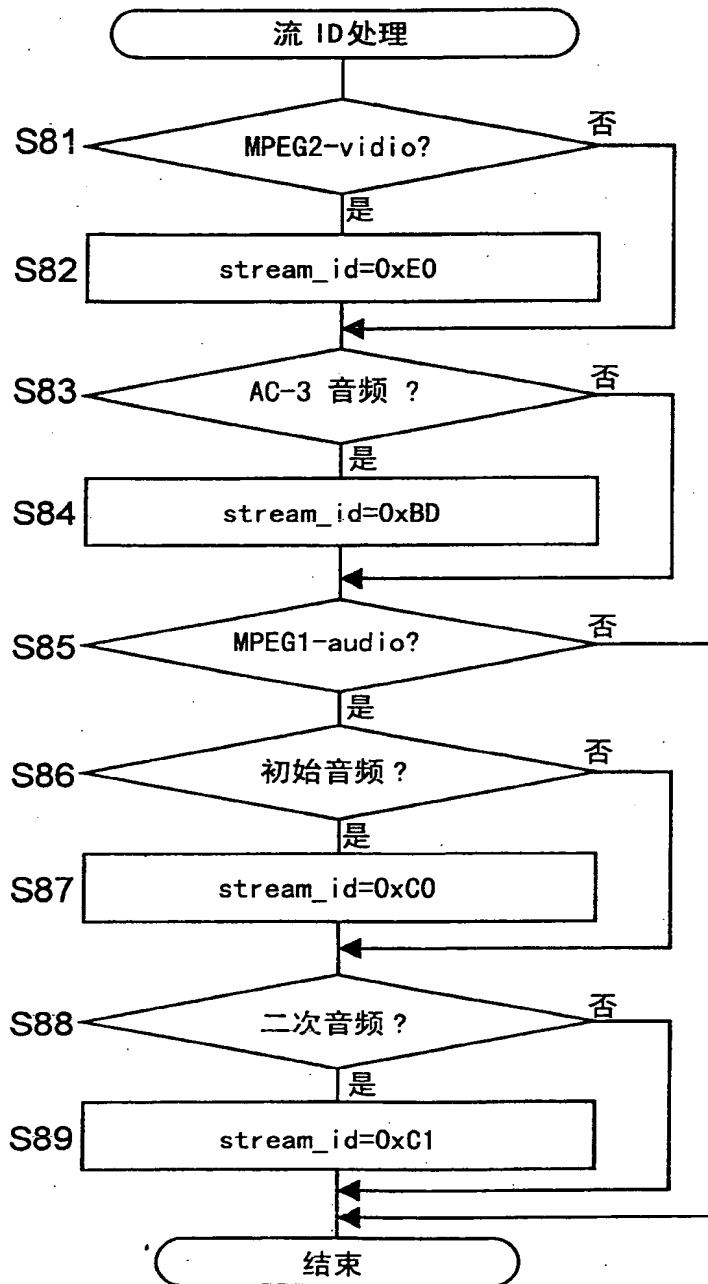 流 ID处理
S81
MPEG2-vidio?
否
是
S82
stream_id=0xE0
S83
AC-3 音频 ?
否
是
S84
stream_id=0xBD
S85
MPEG1-audio?
否
是
S86
初始音频 ?
否
是
S87
stream_id=0xC0
S88
二次音频 ?
否
是
S89
stream_id=0xC1
结束